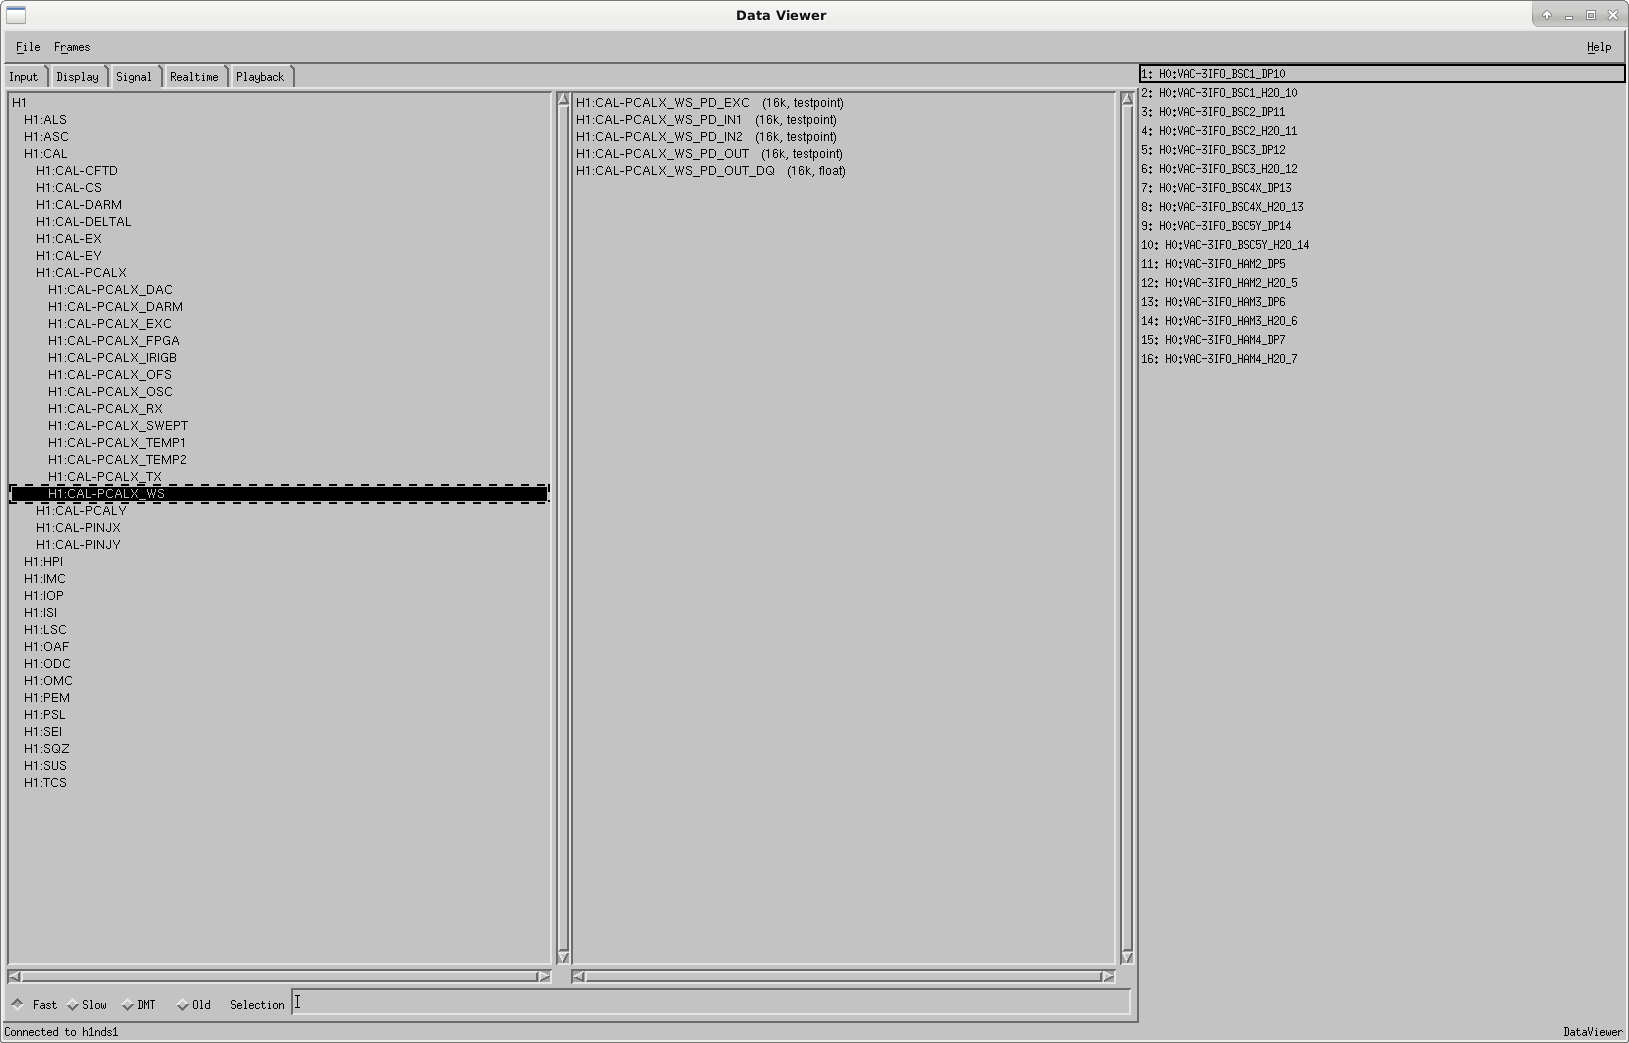 Data Viewer
File Frames Help
Input Display Signal Realtime Playback
H1
H1:ALS
H1:ASC
H1:CAL
H1:CAL-CFTD
H1:CAL-CS
H1:CAL-DARM
H1:CAL-DELTAL
H1:CAL-EX
H1:CAL-EY
H1:CAL-PCALX
H1:CAL-PCALX_DAC
H1:CAL-PCALX_DARM
H1:CAL-PCALX_EXC
H1:CAL-PCALX_FPGA
H1:CAL-PCALX_IRIGB
H1:CAL-PCALX_OFS
H1:CAL-PCALX_OSC
H1:CAL-PCALX_RX
H1:CAL-PCALX_SWEPT
H1:CAL-PCALX_TEMP1
H1:CAL-PCALX_TEMP2
H1:CAL-PCALX_TX
H1:CAL-PCALX_WS
H1:CAL-PCALY
H1:CAL-PINJX
H1:CAL-PINJY
H1:HPI
H1:IMC
H1:IOP
H1:ISI
H1:LSC
H1:OAF
H1:ODC
H1:OMC
H1:PEM
H1:PSL
H1:SEI
H1:SQZ
H1:SUS
H1:TCS
H1:CAL-PCALX_WS_PD_EXC (16k, testpoint)
H1:CAL-PCALX_WS_PD_IN1 (16k, testpoint)
H1:CAL-PCALX_WS_PD_IN2 (16k, testpoint)
H1:CAL-PCALX_WS_PD_OUT (16k, testpoint)
H1:CAL-PCALX_WS_PD_OUT_DQ (16k, float)
1: H0:VAC-3IFO_BSC1_DP10
2: H0:VAC-3IFO_BSC1_H2O_10
3: H0:VAC-3IFO_BSC2_DP11
4: H0:VAC-3IFO_BSC2_H2O_11
5: H0:VAC-3IFO_BSC3_DP12
6: H0:VAC-3IFO_BSC3_H2O_12
7: H0:VAC-3IFO_BSC4X_DP13
8: H0:VAC-3IFO_BSC4X_H2O_13
9: H0:VAC-3IFO_BSC5Y_DP14
10: H0:VAC-3IFO_BSC5Y_H2O_14
11: H0:VAC-3IFO_HAM2_DP5
12: H0:VAC-3IFO_HAM2_H2O_5
13: H0:VAC-3IFO_HAM3_DP6
14: H0:VAC-3IFO_HAM3_H2O_6
15: H0:VAC-3IFO_HAM4_DP7
16: H0:VAC-3IFO_HAM4_H2O_7
Fast Slow DMT Old Selection
Connected to h1nds1 DataViewer